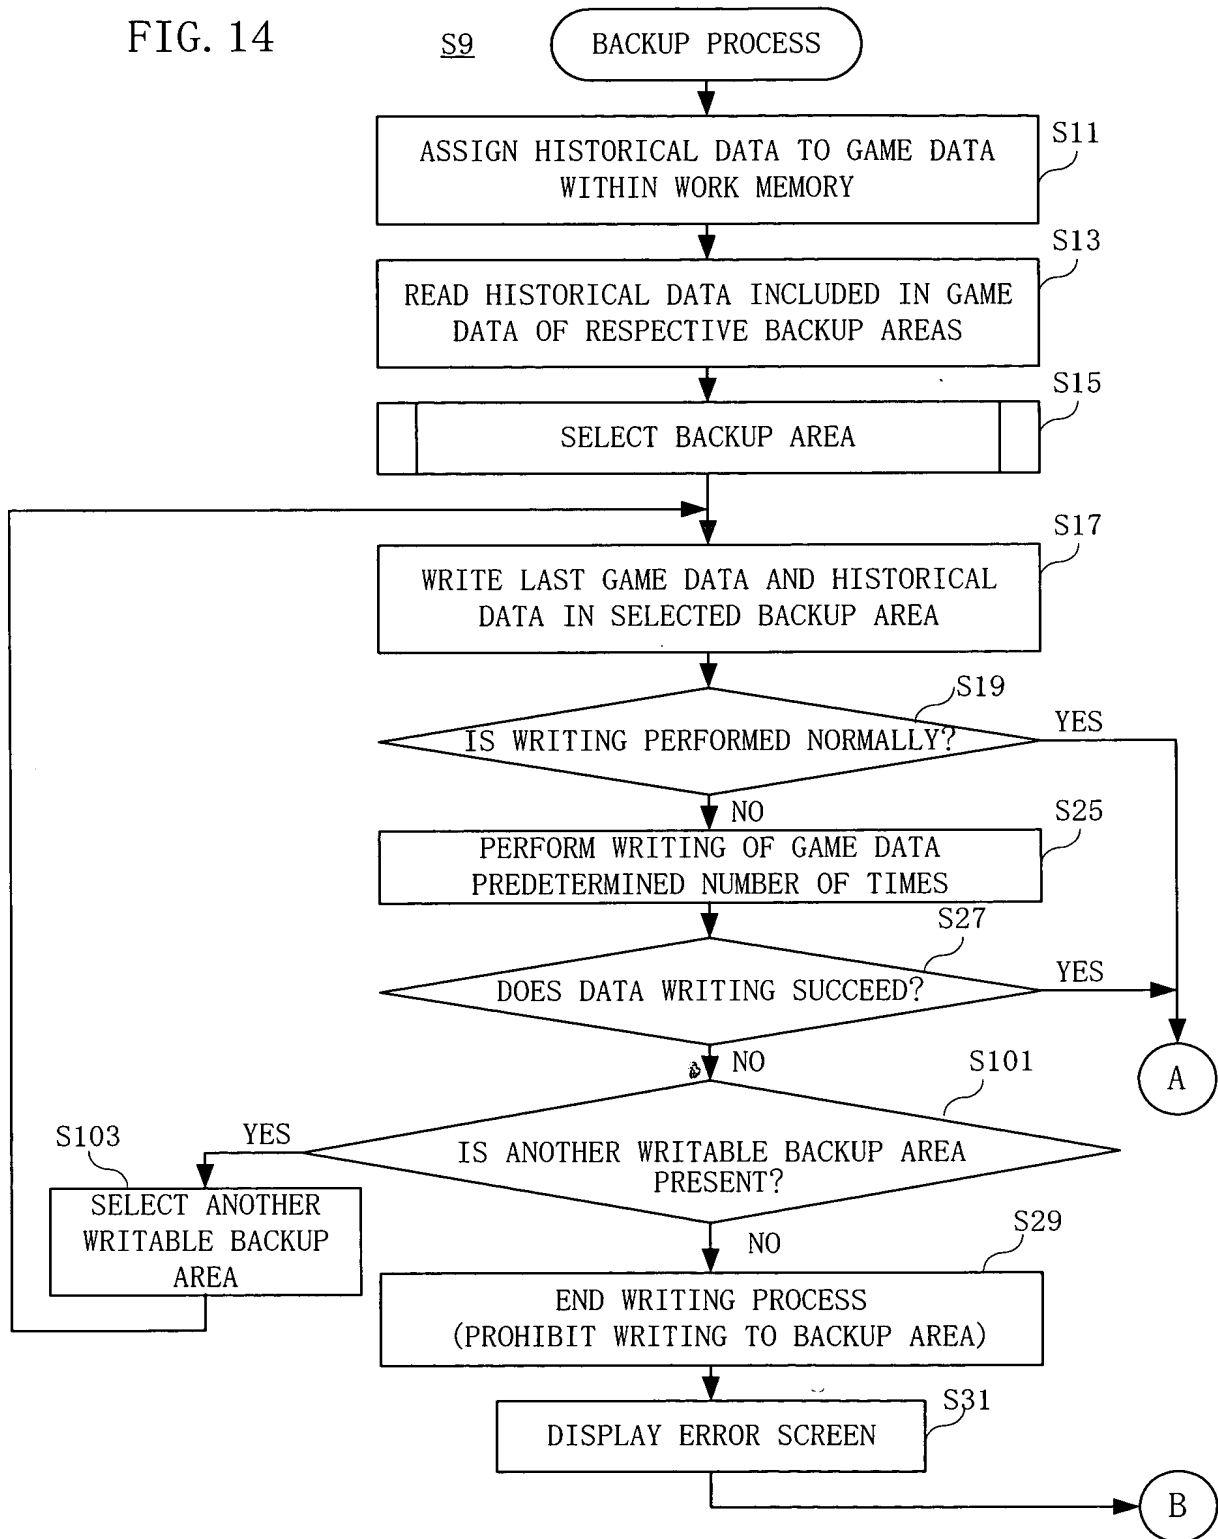 FIG. 14
S9
BACKUP PROCESS
S11
ASSIGN HISTORICAL DATA TO GAME DATA
WITHIN WORK MEMORY
S13
READ HISTORICAL DATA INCLUDED IN GAME
DATA OF RESPECTIVE BACKUP AREAS
S15
SELECT BACKUP AREA
S17
WRITE LAST GAME DATA AND HISTORICAL
DATA IN SELECTED BACKUP AREA
S19
IS WRITING PERFORMED NORMALLY?
YES
NO
S25
PERFORM WRITING OF GAME DATA
PREDETERMINED NUMBER OF TIMES
S27
DOES DATA WRITING SUCCEED?
YES
NO
A
S101
IS ANOTHER WRITABLE BACKUP AREA
PRESENT?
YES
S103
SELECT ANOTHER
WRITABLE BACKUP
AREA
NO
S29
END WRITING PROCESS
(PROHIBIT WRITING TO BACKUP AREA)
S31
DISPLAY ERROR SCREEN
B